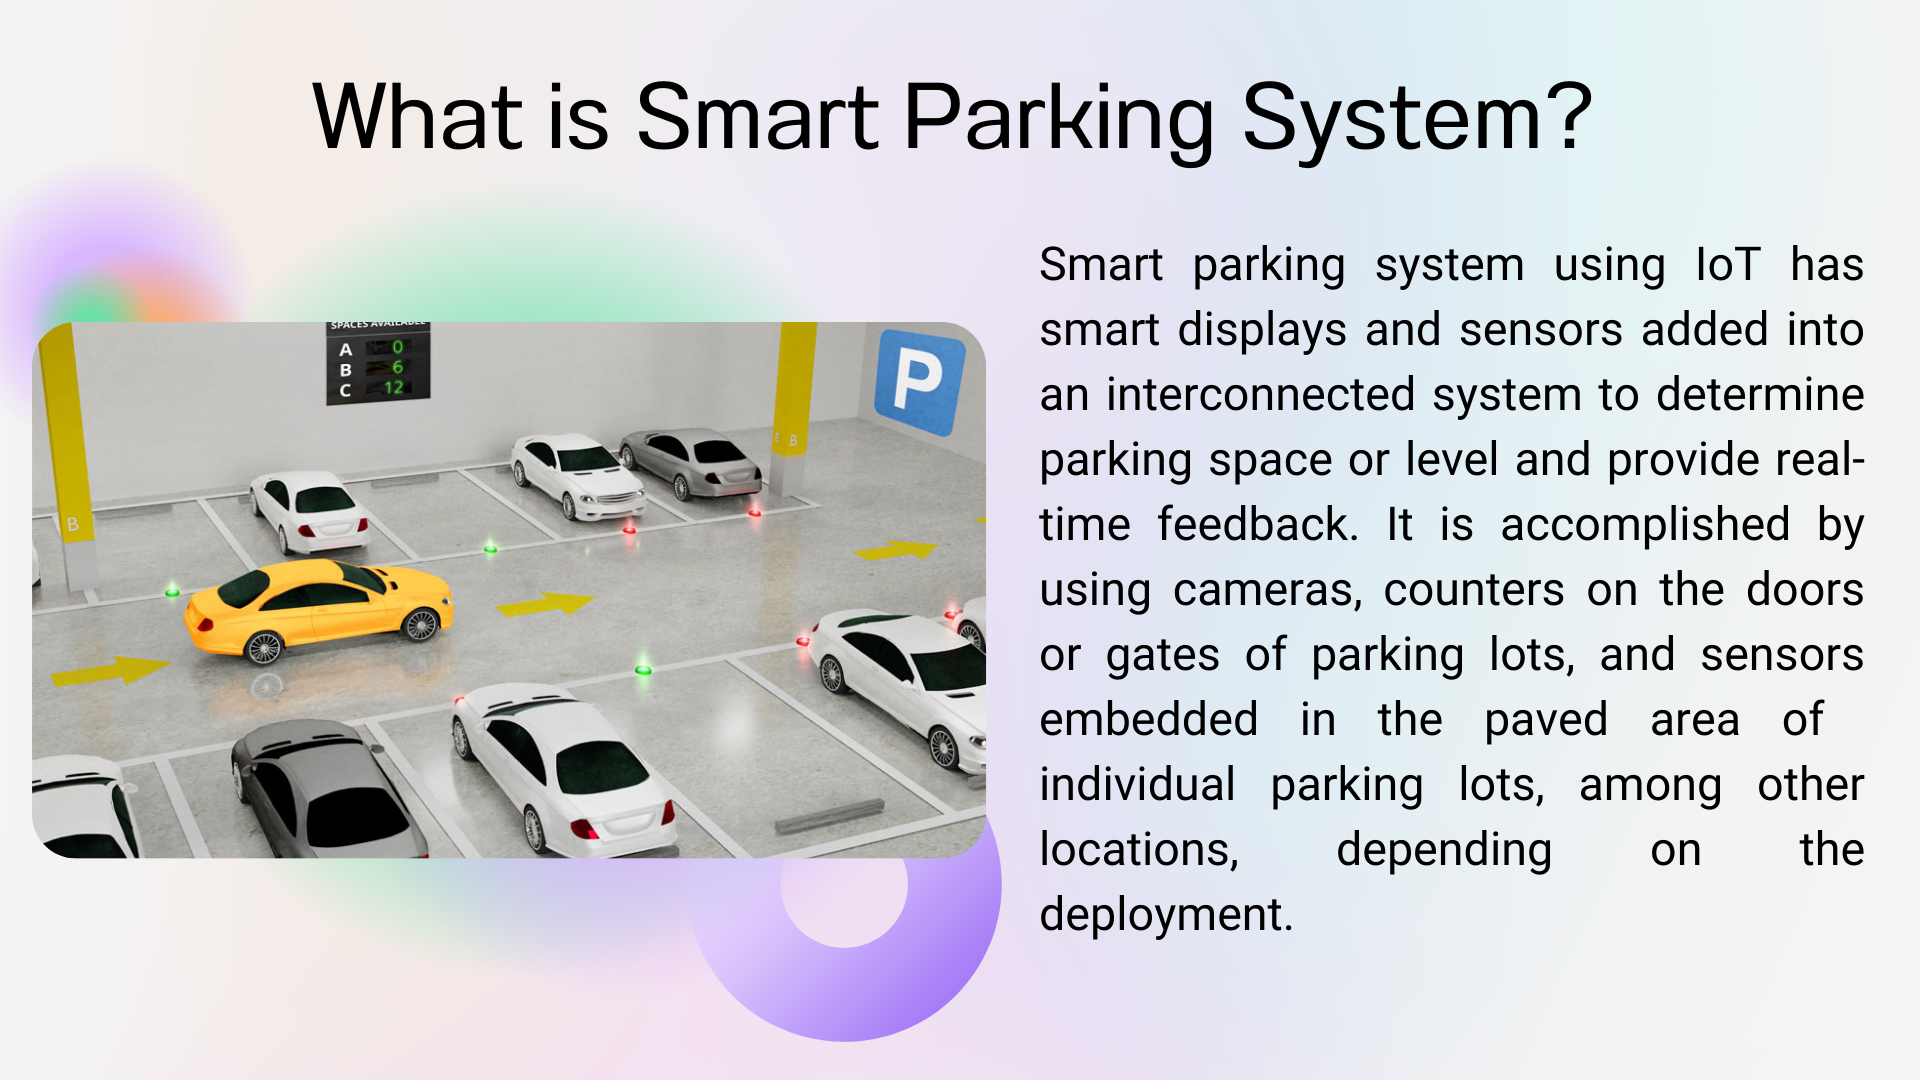 What is Smart Parking System?
SPACES AVAILABLE
A 0
B 6
C 12
P
B B
B
Smart parking system using IoT has
smart displays and sensors added into
an interconnected system to determine
parking space or level and provide real-
time feedback. It is accomplished by
using cameras, counters on the doors
or gates of parking lots, and sensors
embedded in the paved area of
individual parking lots, among other
locations, depending on the
deployment.